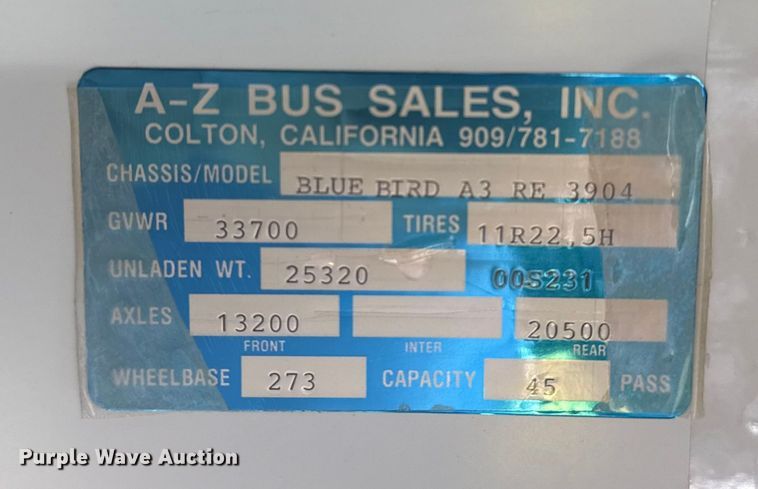 A-Z BUS SALES, INC.
COLTON, CALIFORNIA 909/781-7188
CHASSIS/MODEL BLUE BIRD A3 RE 3904
GVWR 33700 TIRES 11R22,5H
UNLADEN WT. 25320 00S231
AXLES 13200 20500
FRONT INTER REAR
WHEELBASE 273 CAPACITY 45 PASS
Purple Wave Auction